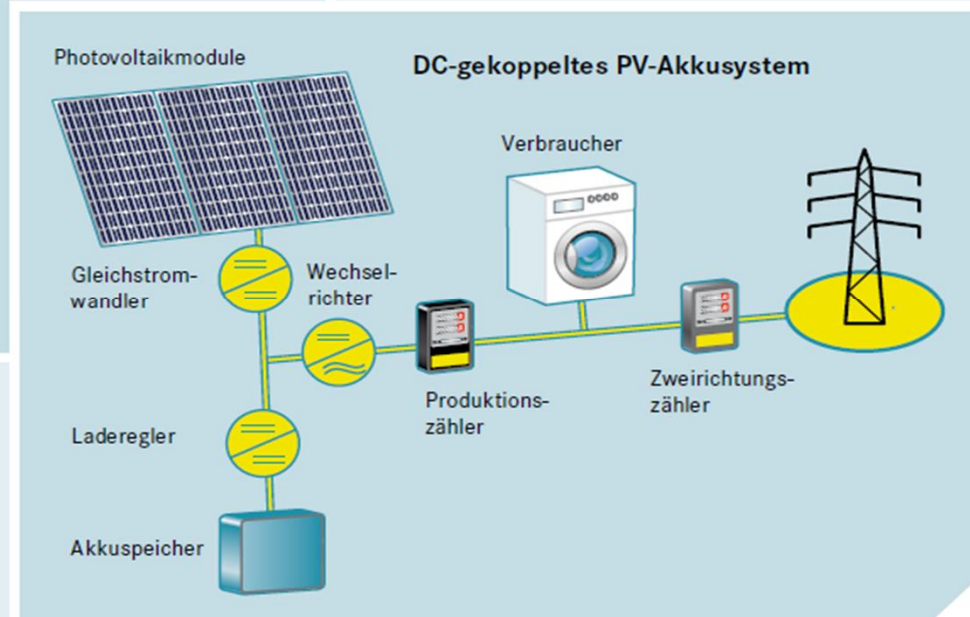 Photovoltaikmodule
DC-gekoppeltes PV-Akkusystem
Verbraucher
Gleichstrom-
wandler
Wechsel-
richter
Produktions-
zähler
Zweirichtungs-
zähler
Laderegler
Akkuspeicher